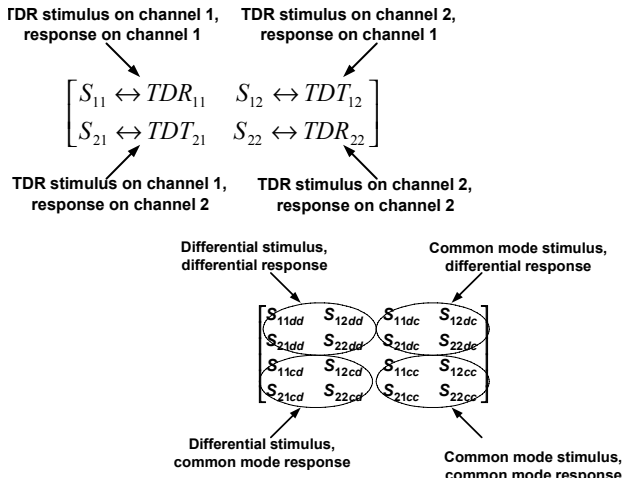 TDR stimulus on channel 1, TDR stimulus on channel 2,
response on channel 1 response on channel 1
S11 ↔ TDR11 S12 ↔ TDT12
S21 ↔ TDT21 S22 ↔ TDR22
TDR stimulus on channel 1, TDR stimulus on channel 2,
response on channel 2 response on channel 2
Differential stimulus, Common mode stimulus,
differential response differential response
S11dd S12dd S11dc S12dc
S21dd S22dd S21dc S22dc
S11cd S12cd S11cc S12cc
S21cd S22cd S21cc S22cc
Differential stimulus, Common mode stimulus,
common mode response common mode response